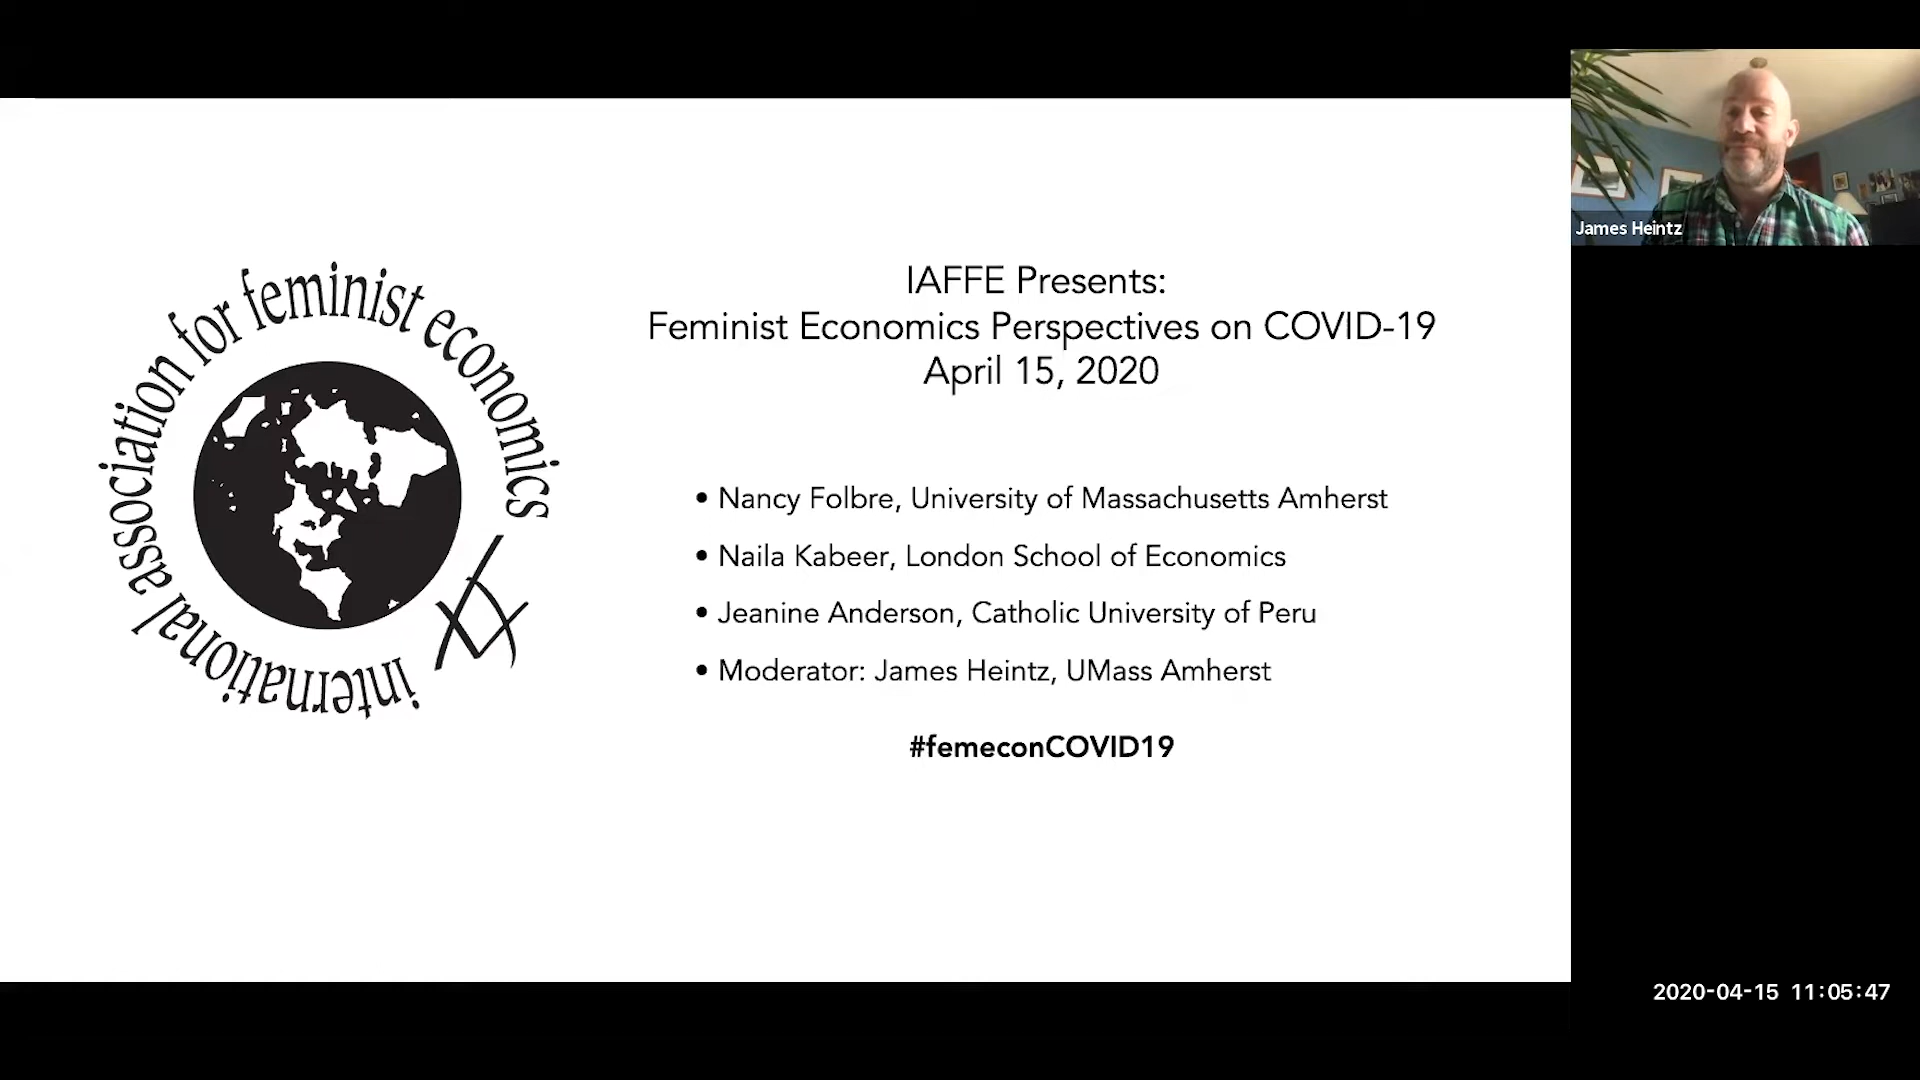 international association for feminist economics
IAFFE Presents:
Feminist Economics Perspectives on COVID-19
April 15, 2020
• Nancy Folbre, University of Massachusetts Amherst
• Naila Kabeer, London School of Economics
• Jeanine Anderson, Catholic University of Peru
• Moderator: James Heintz, UMass Amherst
#femeconCOVID19
James Heintz
2020-04-15 11:05:47